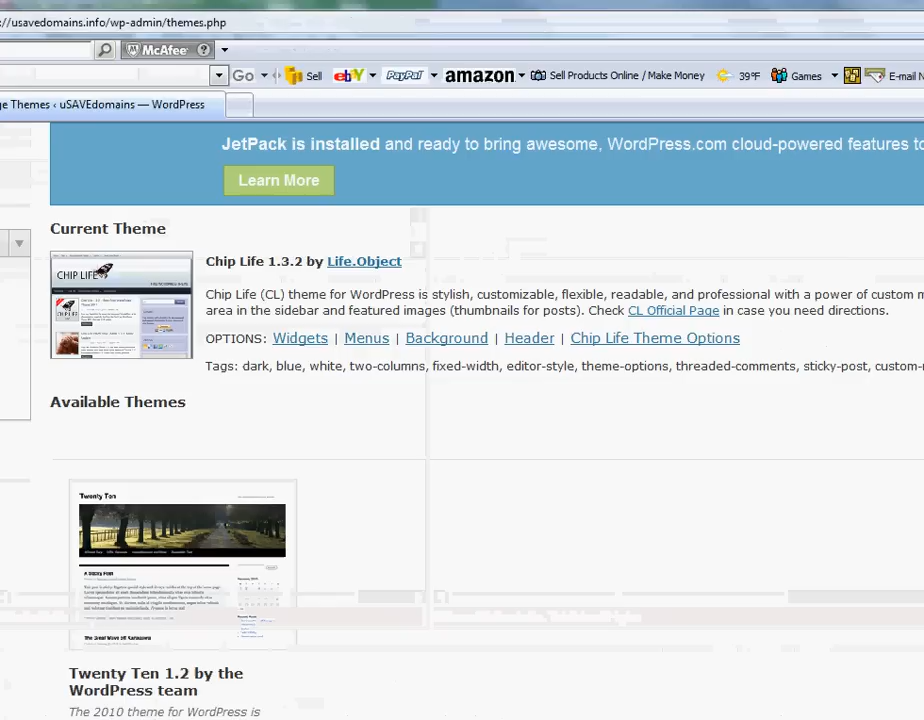 ://usavedomains.info/wp-admin/themes.php
McAfee ?
Go Sell ebY PayPal amazon Sell Products Online / Make Money 39°F Games E-mail N
ge Themes ‹ uSAVEdomains — WordPress
JetPack is installed and ready to bring awesome, WordPress.com cloud-powered features to
Learn More
Current Theme
CHIP LIFE
Chip Life 1.3.2 by Life.Object
Chip Life (CL) theme for WordPress is stylish, customizable, flexible, readable, and professional with a power of custom m
area in the sidebar and featured images (thumbnails for posts). Check CL Official Page in case you need directions.
OPTIONS: Widgets | Menus | Background | Header | Chip Life Theme Options
Tags: dark, blue, white, two-columns, fixed-width, editor-style, theme-options, threaded-comments, sticky-post, custom-
Available Themes
Twenty Ten
A Sticky Post
The Great Wave off Kanagawa
Twenty Ten 1.2 by the
WordPress team
The 2010 theme for WordPress is